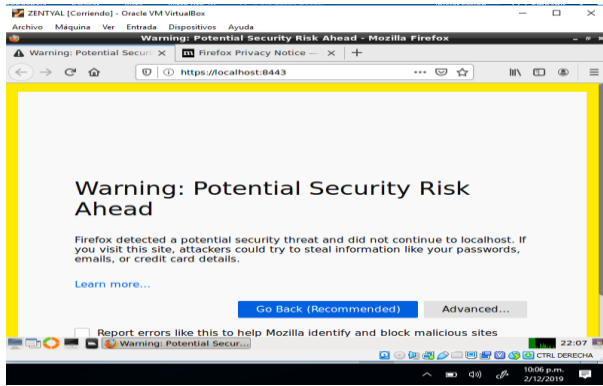 ZENTYAL [Corriendo] - Oracle VM VirtualBox
Archivo Máquina Ver Entrada Dispositivos Ayuda
Warning: Potential Security Risk Ahead - Mozilla Firefox
Warning: Potential Securi
Firefox Privacy Notice —
https://localhost:8443
Warning: Potential Security Risk
Ahead
Firefox detected a potential security threat and did not continue to localhost. If
you visit this site, attackers could try to steal information like your passwords,
emails, or credit card details.
Learn more...
Go Back (Recommended)
Advanced...
Report errors like this to help Mozilla identify and block malicious sites
Warning: Potential Secur...
22:07
CTRL DERECHA
10:06 p.m.
2/12/2019